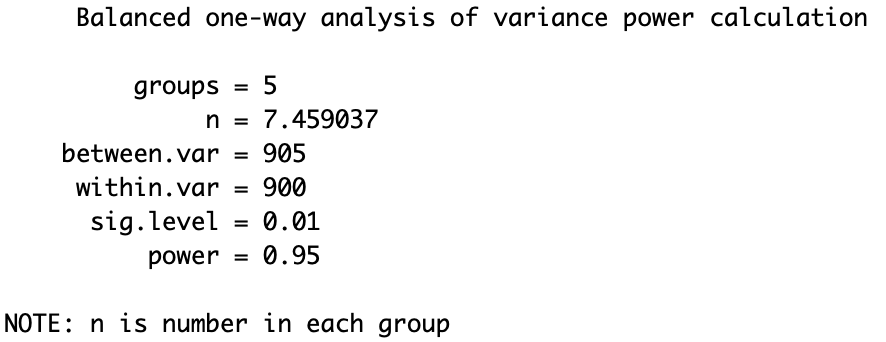 Balanced one-way analysis of variance power calculation
groups = 5
n = 7.459037
between.var = 905
within.var = 900
sig.level = 0.01
power = 0.95
NOTE: n is number in each group